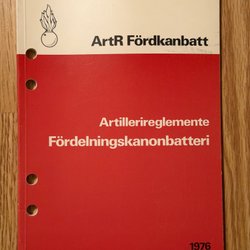 ArtR Fördkanbatt
Artillerireglemente
Fördelningskanonbatteri
1976